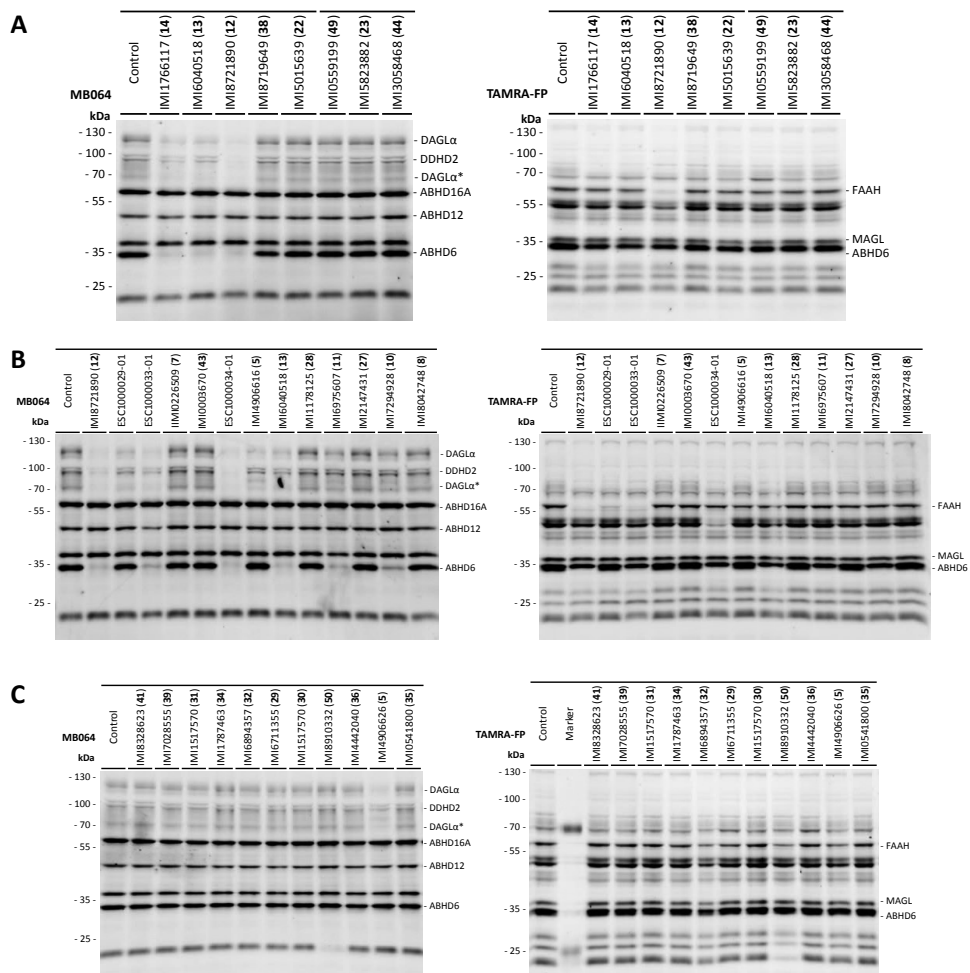 A
MB064
kDa
Control
IMI1766117 (14)
IMI6040518 (13)
IMI8721890 (12)
IMI8719649 (38)
IMI5015639 (22)
IMI0559199 (49)
IMI5823882 (23)
IMI3058468 (44)
- 130 -
- 100 -
- 70 -
- 55 -
- 35 -
- 25 -
DAGLα
DDHD2
DAGLα*
ABHD16A
ABHD12
ABHD6
TAMRA-FP
kDa
Control
IMI1766117 (14)
IMI6040518 (13)
IMI8721890 (12)
IMI8719649 (38)
IMI5015639 (22)
IMI0559199 (49)
IMI5823882 (23)
IMI3058468 (44)
- 130 -
- 100 -
- 70 -
- 55 -
- 35 -
- 25 -
FAAH
MAGL
ABHD6
B
MB064
kDa
Control
IMI8721890 (12)
ESC1000029-01
ESC1000033-01
IIMI0226509 (7)
IMI0003670 (43)
ESC1000034-01
IMI4906616 (5)
IMI6040518 (13)
IMI1178125 (28)
IMI6975607 (11)
IMI2147431 (27)
IMI7294928 (10)
IMI8042748 (8)
- 130 -
- 100 -
- 70 -
- 55 -
- 35 -
- 25 -
DAGLα
DDHD2
DAGLα*
ABHD16A
ABHD12
ABHD6
TAMRA-FP
kDa
Control
IMI8721890 (12)
ESC1000029-01
ESC1000033-01
IIMI0226509 (7)
IMI0003670 (43)
ESC1000034-01
IMI4906616 (5)
IMI6040518 (13)
IMI1178125 (28)
IMI6975607 (11)
IMI2147431 (27)
IMI7294928 (10)
IMI8042748 (8)
- 130 -
- 100 -
- 70 -
- 55 -
- 35 -
- 25 -
FAAH
MAGL
ABHD6
C
MB064
kDa
Control
IMI8328623 (41)
IMI7028555 (39)
IMI1517570 (31)
IMI1787463 (34)
IMI6894357 (32)
IMI6711355 (29)
IMI1517570 (30)
IMI8910332 (50)
IMI4442040 (36)
IMI4906626 (5)
IMI0541800 (35)
- 130 -
- 100 -
- 70 -
- 55 -
- 35 -
- 25 -
DAGLα
DDHD2
DAGLα*
ABHD16A
ABHD12
ABHD6
TAMRA-FP
kDa
Control
Marker
IMI8328623 (41)
IMI7028555 (39)
IMI1517570 (31)
IMI1787463 (34)
IMI6894357 (32)
IMI6711355 (29)
IMI1517570 (30)
IMI8910332 (50)
IMI4442040 (36)
IMI4906626 (5)
IMI0541800 (35)
- 130 -
- 100 -
- 70 -
- 55 -
- 35 -
- 25 -
FAAH
MAGL
ABHD6